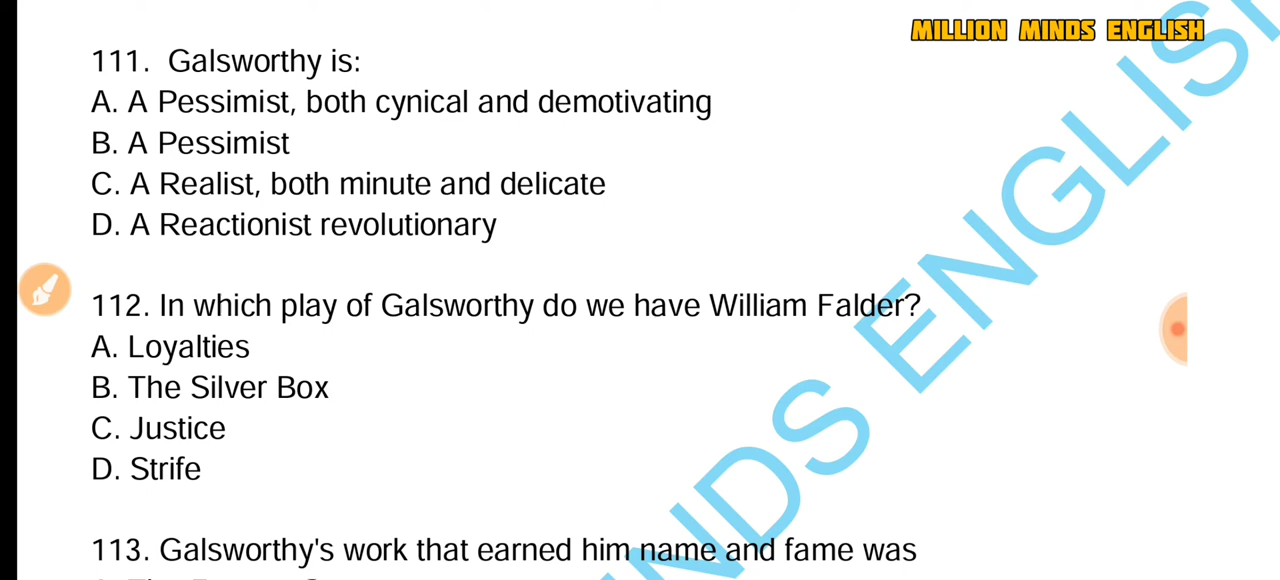 MILLION MINDS ENGLISH
111. Galsworthy is:
A. A Pessimist, both cynical and demotivating
B. A Pessimist
C. A Realist, both minute and delicate
D. A Reactionist revolutionary
112. In which play of Galsworthy do we have William Falder?
A. Loyalties
B. The Silver Box
C. Justice
D. Strife
113. Galsworthy's work that earned him name and fame was
NDS ENGLIS